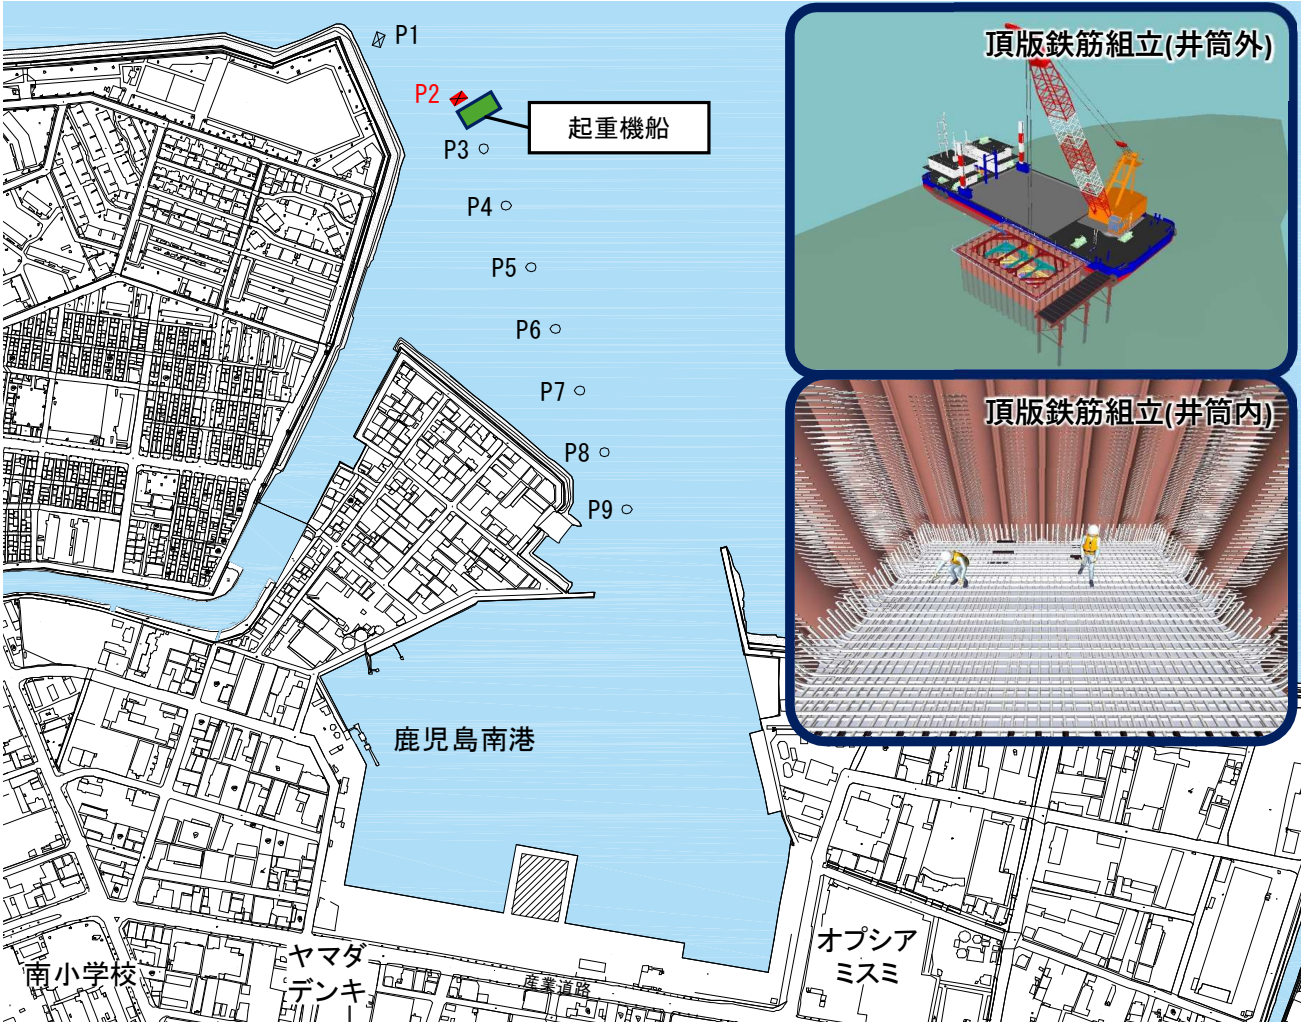 P1
P2
起重機船
P3
P4
P5
P6
P7
P8
P9
頂版鉄筋組立(井筒外)
頂版鉄筋組立(井筒内)
鹿児島南港
オプシア
ミスミ
ヤマダ
デンキ
南小学校
産業道路